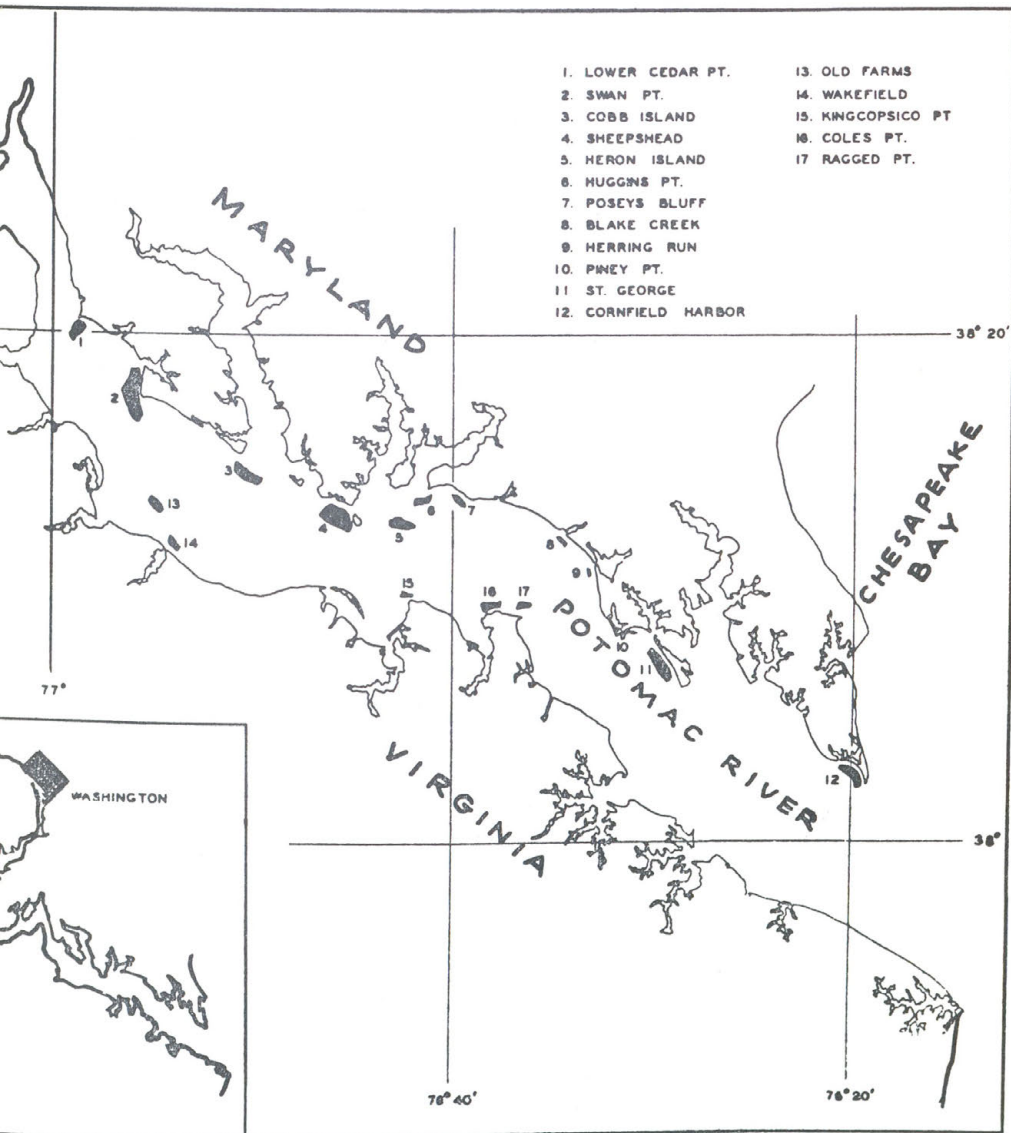 1. LOWER CEDAR PT.
2. SWAN PT.
3. COBB ISLAND
4. SHEEPSHEAD
5. HERON ISLAND
6. HUGGINS PT.
7. POSEYS BLUFF
8. BLAKE CREEK
9. HERRING RUN
10. PINEY PT.
11 ST. GEORGE
12. CORNFIELD HARBOR
13. OLD FARMS
14. WAKEFIELD
15. KINGCOPSICO PT
16. COLES PT.
17 RAGGED PT.
MARYLAND
38° 20'
1
2
3
4
5
6
7
13
14
15
16
17
8
9
10
11
12
CHESAPEAKE
BAY
POTOMAC RIVER
VIRGINIA
77°
WASHINGTON
38°
76° 40'
76° 20'